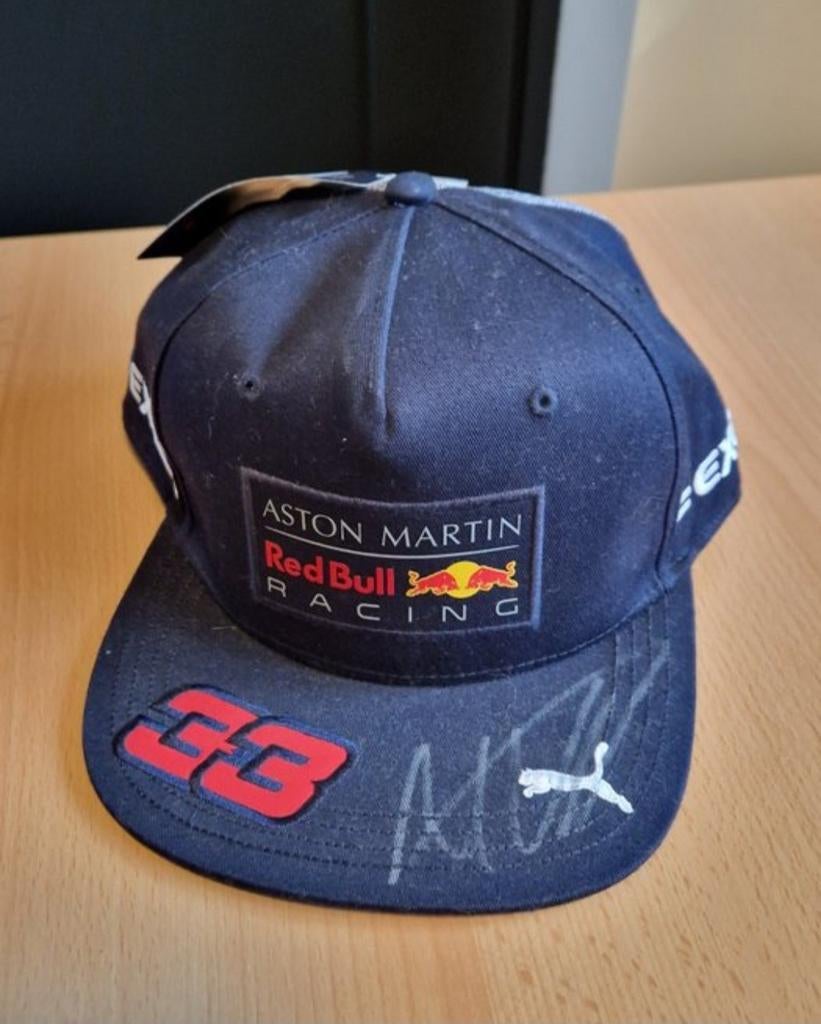 ASTON MARTIN
Red Bull
RACING
33